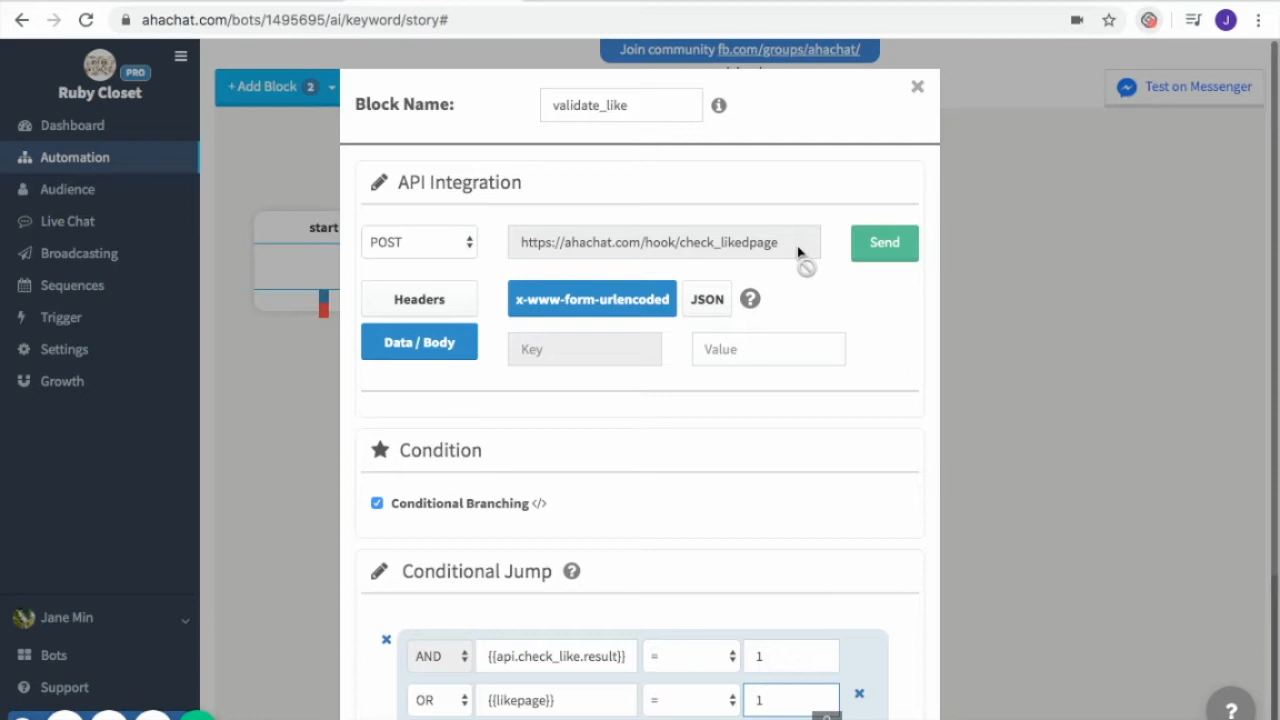 ahachat.com/bots/1495695/ai/keyword/story#
J
Join community fb.com/groups/ahachat/
PRO
Ruby Closet
Dashboard
Automation
Audience
Live Chat
Broadcasting
Sequences
Trigger
Settings
Growth
Jane Min
Bots
Support
+ Add Block 2
Test on Messenger
start
Block Name: validate_like
API Integration
POST https://ahachat.com/hook/check_likedpage Send
Headers x-www-form-urlencoded JSON ?
Data / Body Key Value
Condition
Conditional Branching </>
Conditional Jump ?
AND {{api.check_like.result}} = 1
OR {{likepage}} = 1
?